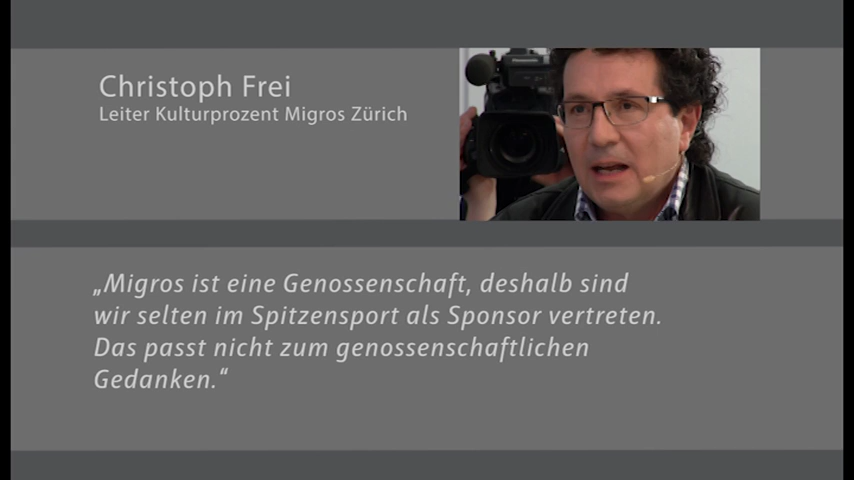 Christoph Frei
Leiter Kulturprozent Migros Zürich
Panasonic
„Migros ist eine Genossenschaft, deshalb sind
wir selten im Spitzensport als Sponsor vertreten.
Das passt nicht zum genossenschaftlichen
Gedanken.“